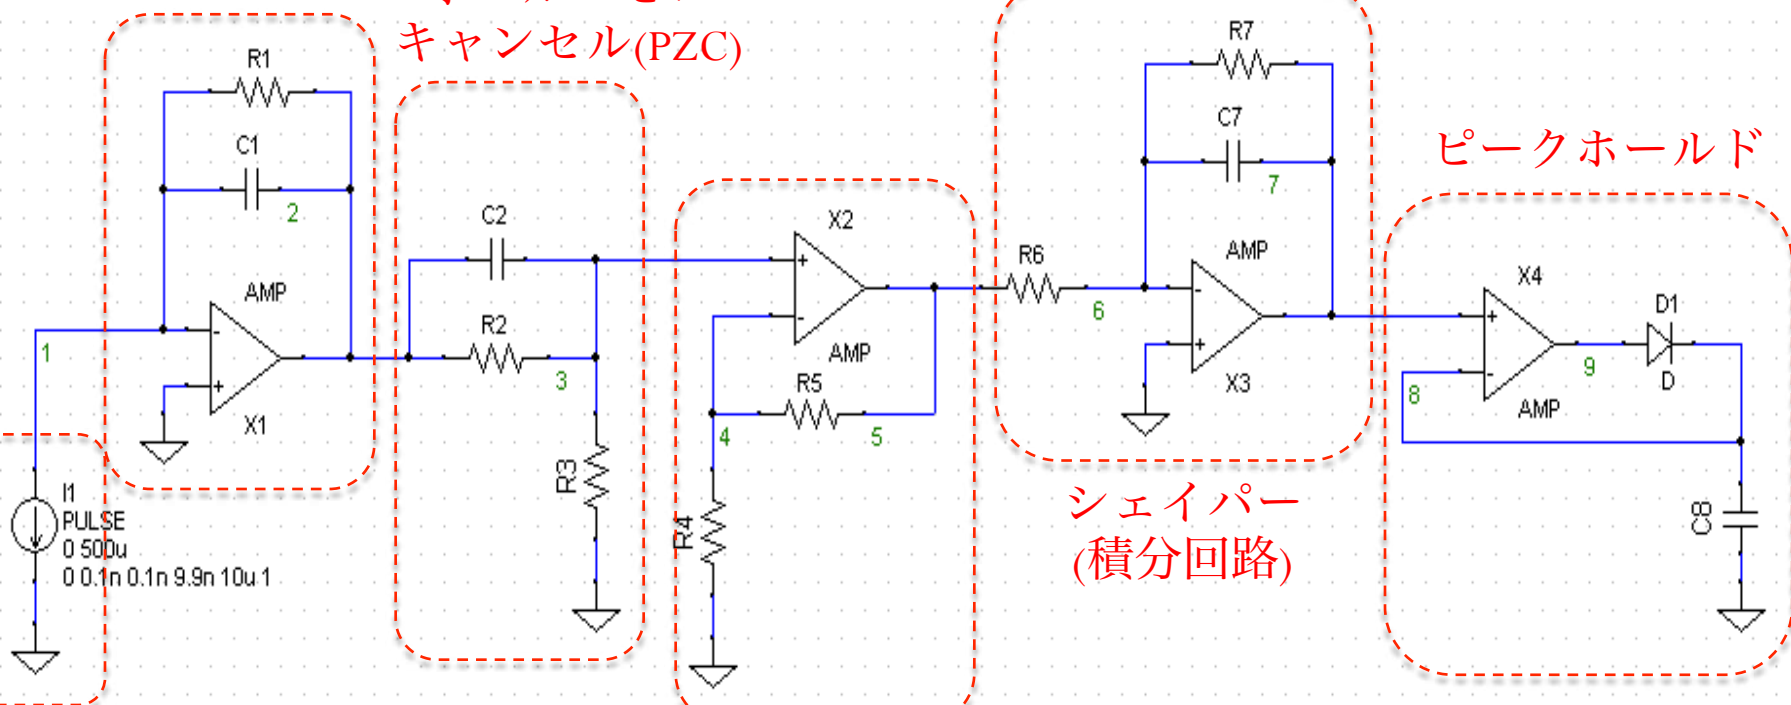 キャンセル(PZC)
R1
C1
2
AMP
1
X1
I1
PULSE
0 500u
0 0.1n 0.1n 9.9n 10u 1
C2
R2
3
R3
X2
AMP
R5
4
5
R4
R7
C7
7
R6
AMP
6
X3
シェイパー
(積分回路)
ピークホールド
X4
D1
9
D
8
AMP
C8